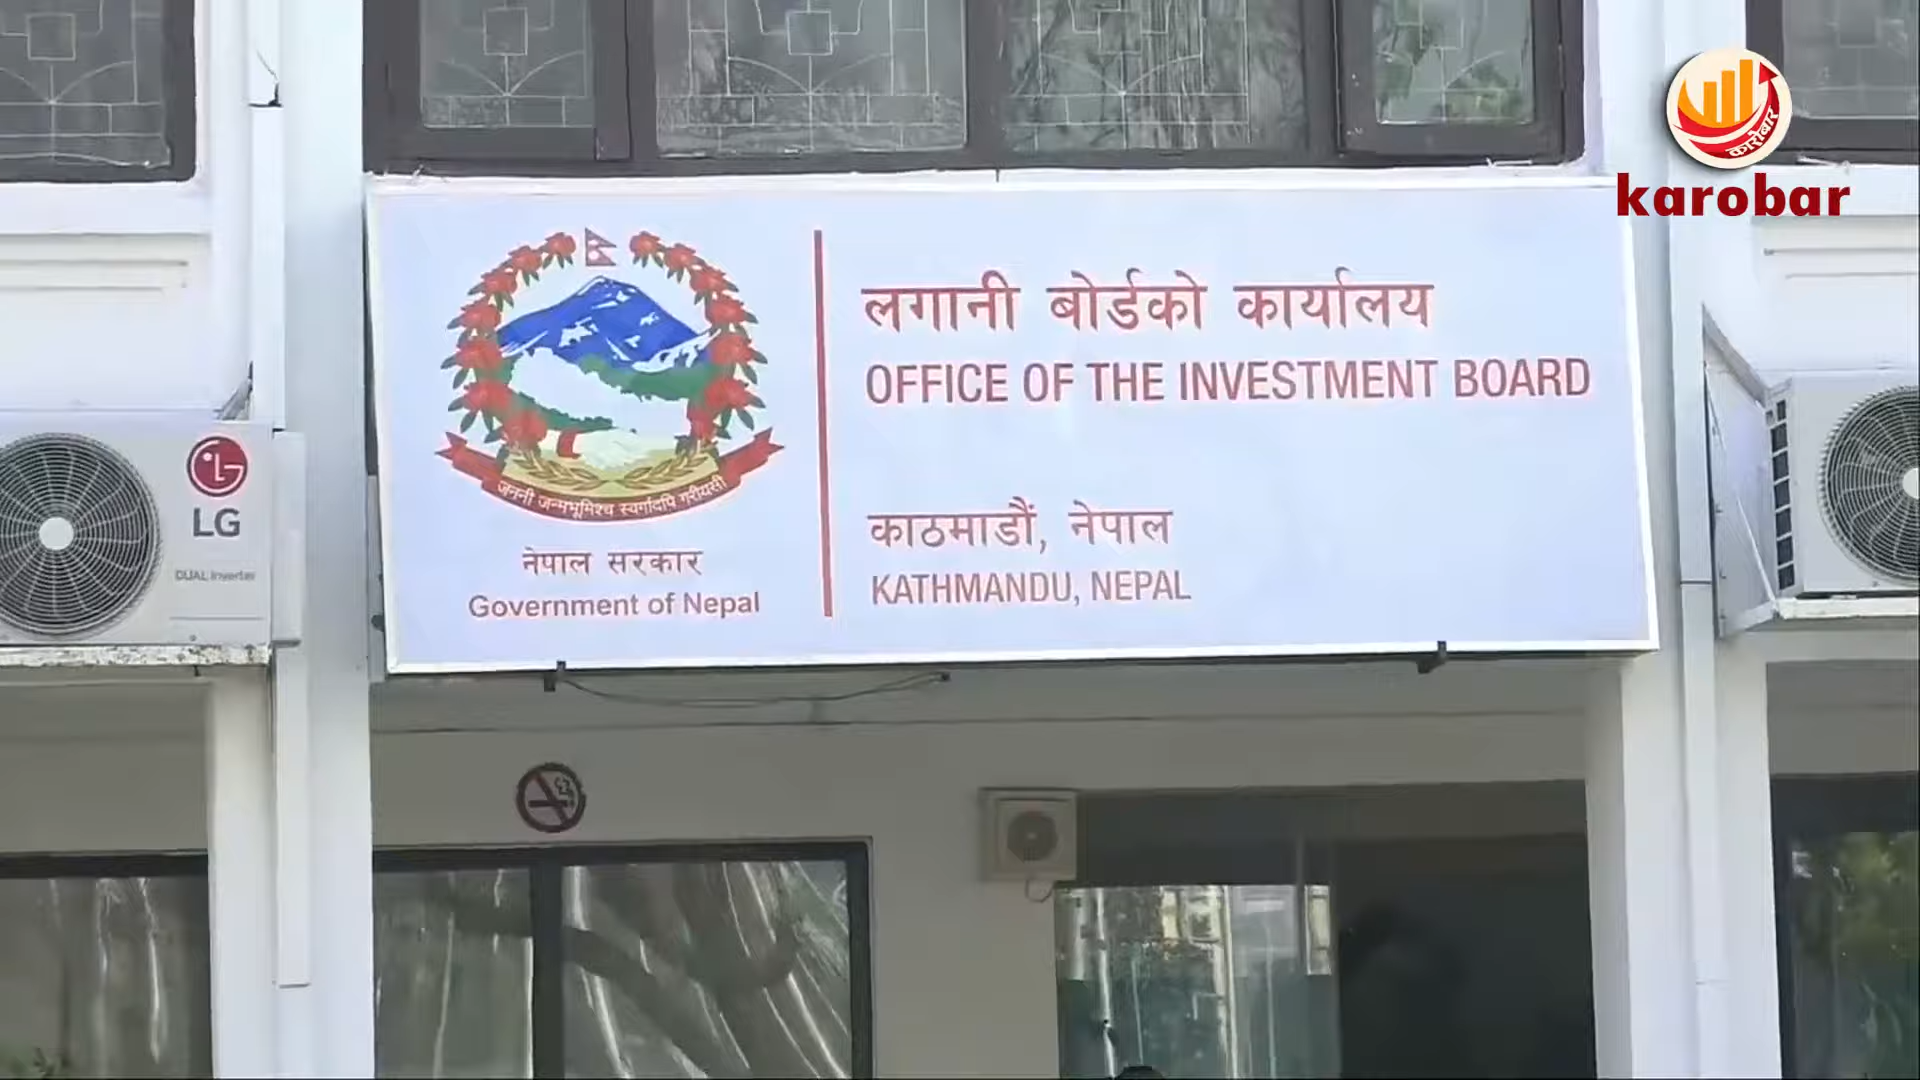 कारोबार
karobar
लगानी बोर्डको कार्यालय
OFFICE OF THE INVESTMENT BOARD
काठमाडौं, नेपाल
KATHMANDU, NEPAL
जननी जन्मभूमिश्च स्वर्गादपि गरीयसी
नेपाल सरकार
Government of Nepal
LG
DUAL Inverter